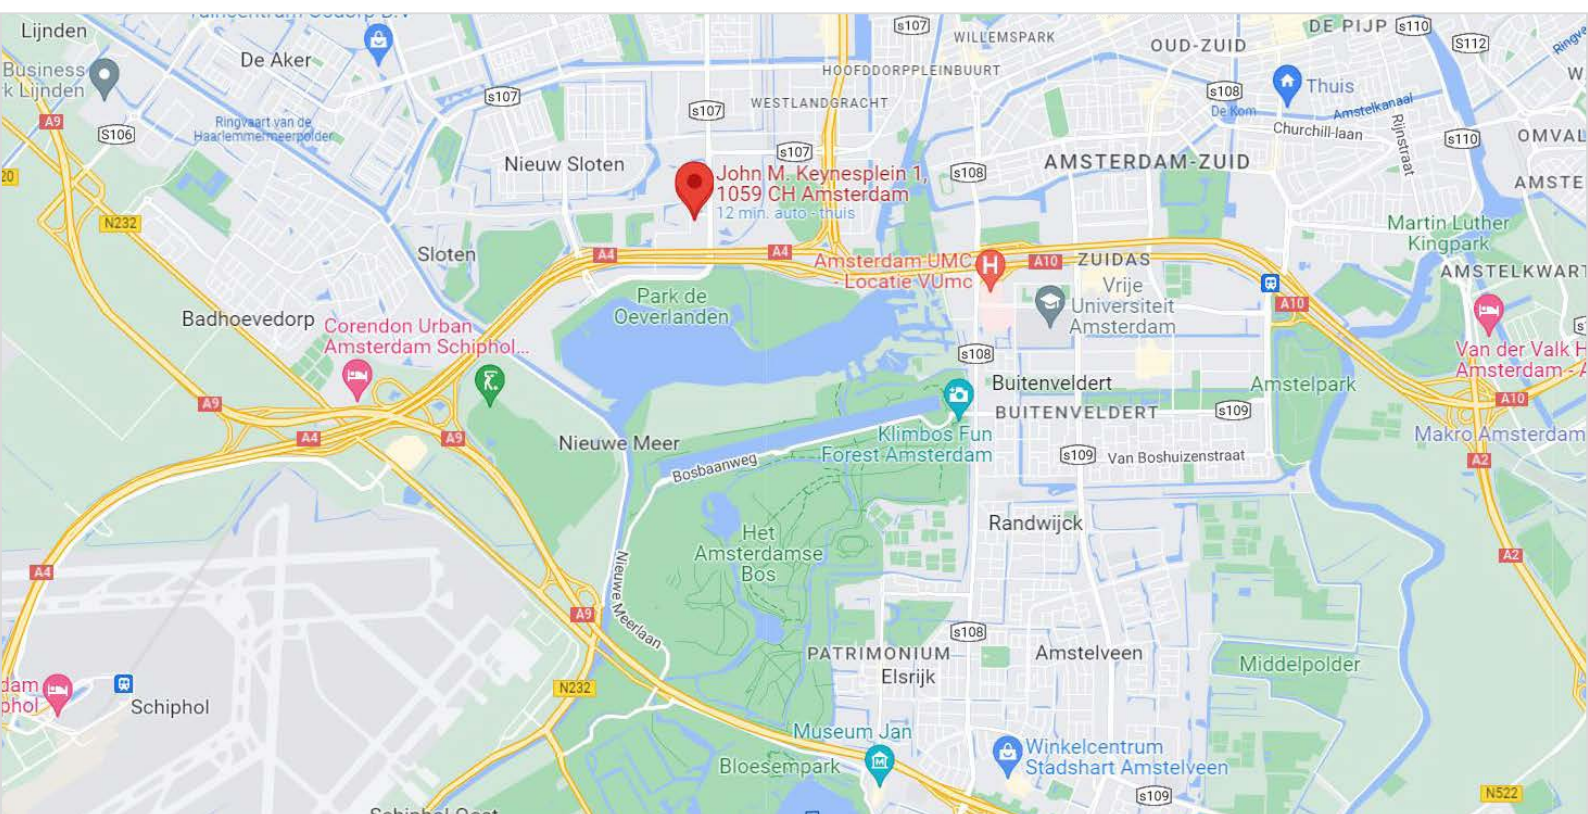 Lijnden
De Aker
s107
WILLEMSPARK
OUD-ZUID
DE PIJP
S110
S112
Business
k Lijnden
s107
HOOFDDORPPLEINBUURT
WESTLANDGRACHT
s107
s108
De Kom
Thuis
Amstelkanaal
A9
S106
Ringvaart van de
Haarlemmermeerpolder
Churchill-laan
Rijnstraat
s110
OMVAL
Nieuw Sloten
s107
s108
AMSTERDAM-ZUID
20
John M. Keynesplein 1,
1059 CH Amsterdam
12 min. auto - thuis
AMSTE
N232
Martin Luther
Kingpark
Sloten
A4
A4
Amsterdam UMC
- Locatie VUmc
H
A10
ZUIDAS
AMSTELKWART
Park de
Oeverlanden
Vrije
Universiteit
Amsterdam
A10
Badhoevedorp
Corendon Urban
Amsterdam Schiphol...
s108
Van der Valk H
Amsterdam - A
Buitenveldert
Amstelpark
A9
BUITENVELDERT
s109
A10
A4
A9
Nieuwe Meer
Klimbos Fun
Forest Amsterdam
Makro Amsterdam
Bosbaanweg
s109
Van Boshuizenstraat
A2
Randwijck
Het
Amsterdamse
Bos
A2
A4
Nieuwe Meerlaan
A9
s108
PATRIMONIUM
Amstelveen
Elsrijk
Middelpolder
dam
phol
Schiphol
N232
Museum Jan
Bloesempark
M
Winkelcentrum
Stadshart Amstelveen
s109
N522